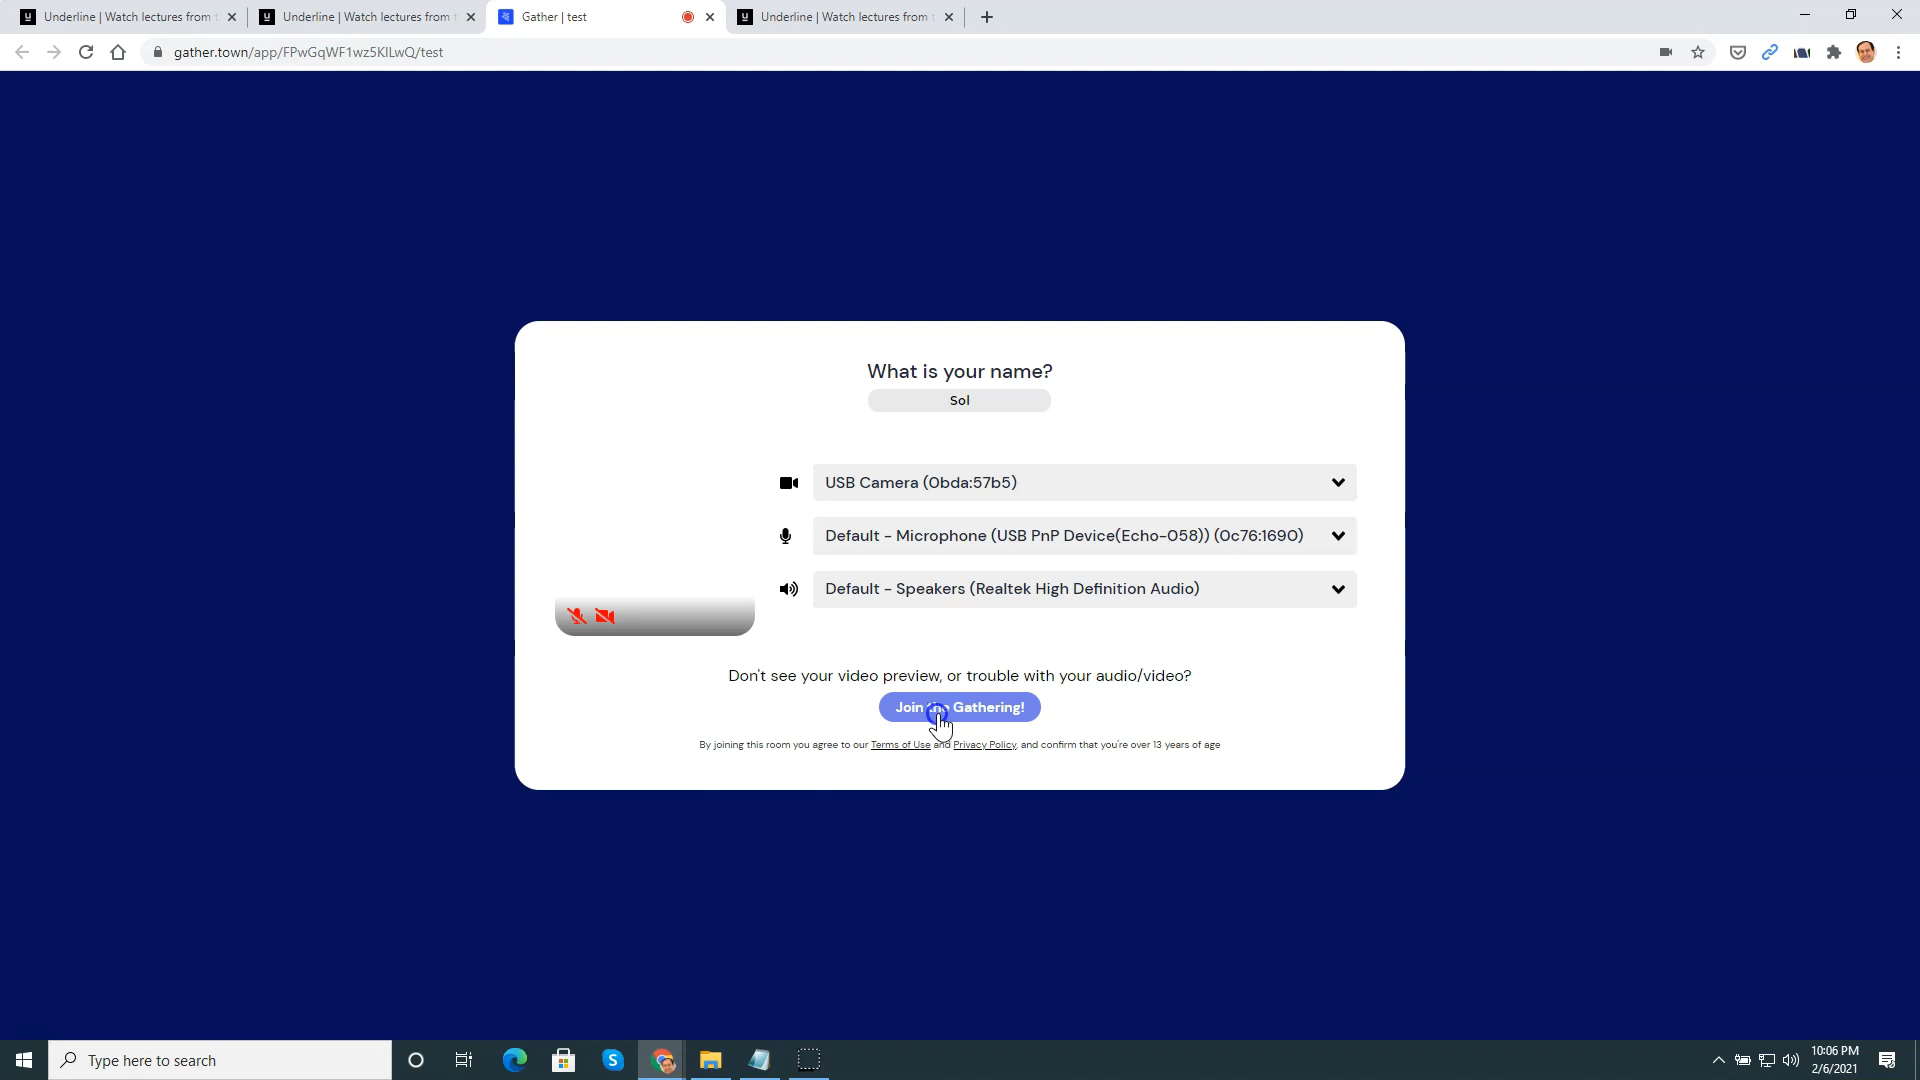 Underline | Watch lectures from
Underline | Watch lectures from
Gather | test
Underline | Watch lectures from
gather.town/app/FPwGqWF1wz5KlLwQ/test
What is your name?
Sol
USB Camera (0bda:57b5)
Default - Microphone (USB PnP Device(Echo-058)) (0c76:1690)
Default - Speakers (Realtek High Definition Audio)
Don't see your video preview, or trouble with your audio/video?
Join the Gathering!
By joining this room you agree to our Terms of Use and Privacy Policy, and confirm that you're over 13 years of age
Type here to search
10:06 PM
2/6/2021